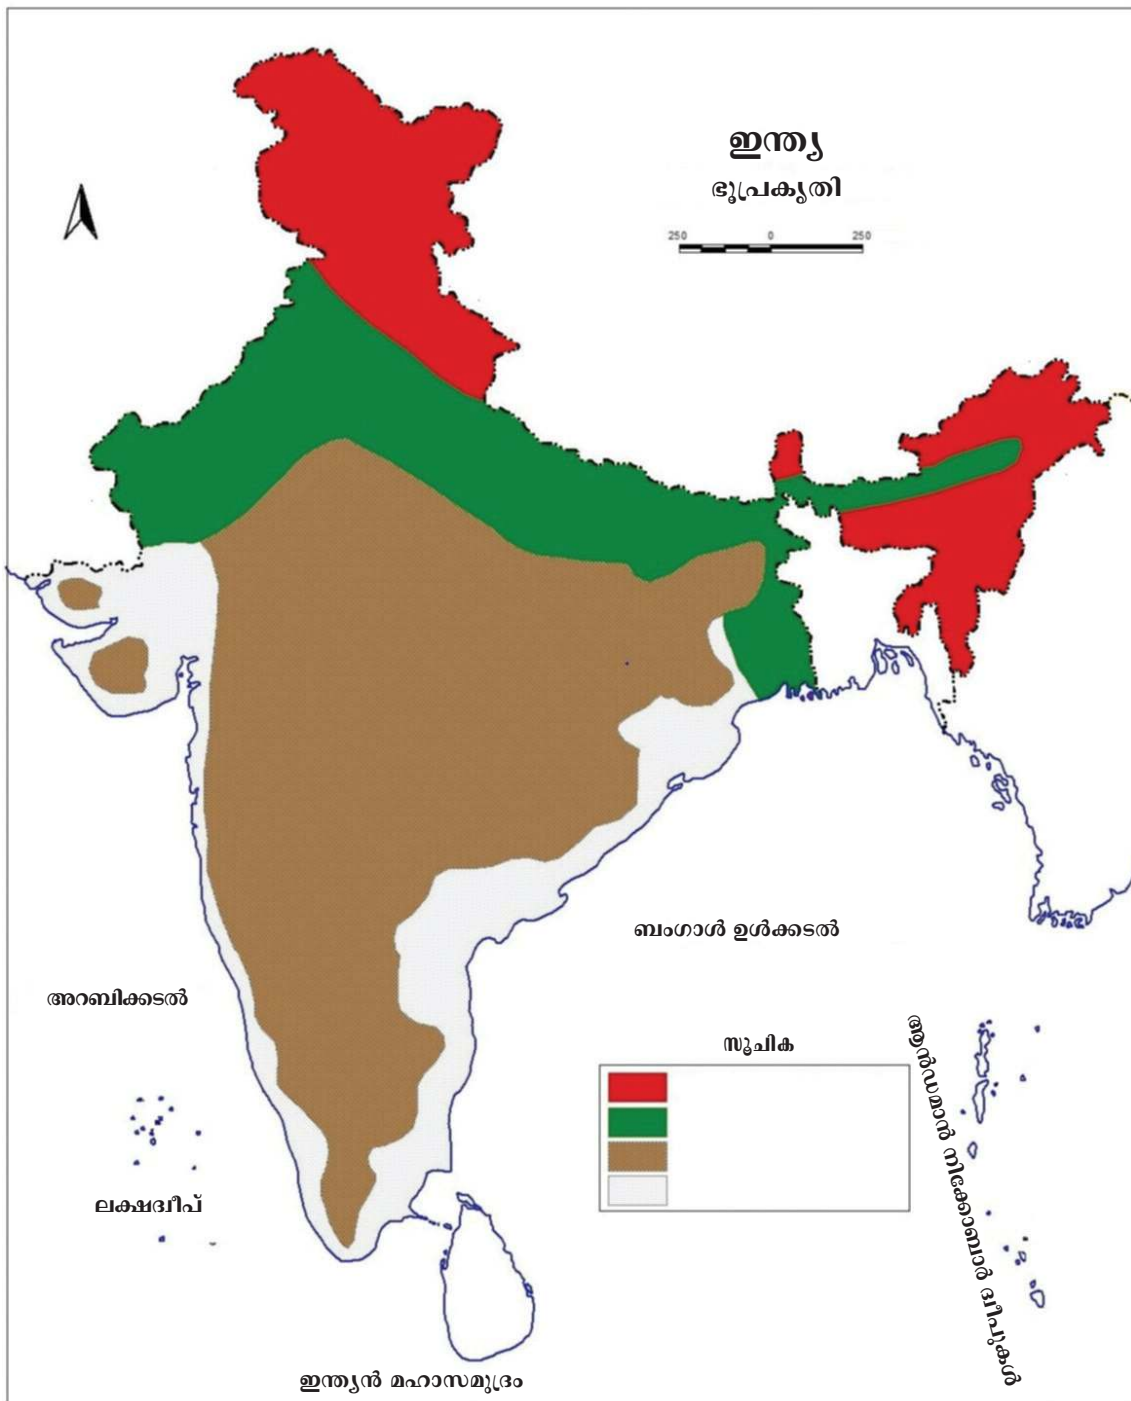 ഇന്ത്യ
ഭൂപ്രകൃതി
250 0 250
ബംഗാൾ ഉൾക്കടൽ
അറബിക്കടൽ
സൂചിക
ആൻഡമാൻ നിക്കോബാർ ദ്വീപുകൾ
ലക്ഷദ്വീപ്
ഇന്ത്യൻ മഹാസമുദ്രം